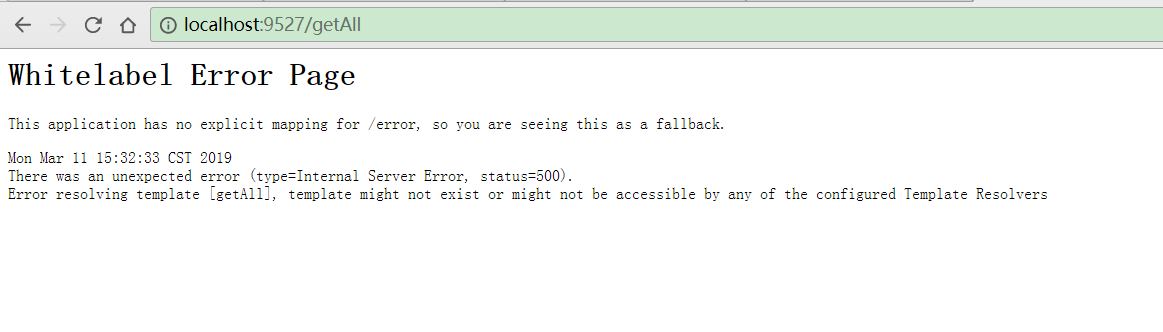 localhost:9527/getAll
Whitelabel Error Page
This application has no explicit mapping for /error, so you are seeing this as a fallback.
Mon Mar 11 15:32:33 CST 2019
There was an unexpected error (type=Internal Server Error, status=500).
Error resolving template [getAll], template might not exist or might not be accessible by any of the configured Template Resolvers